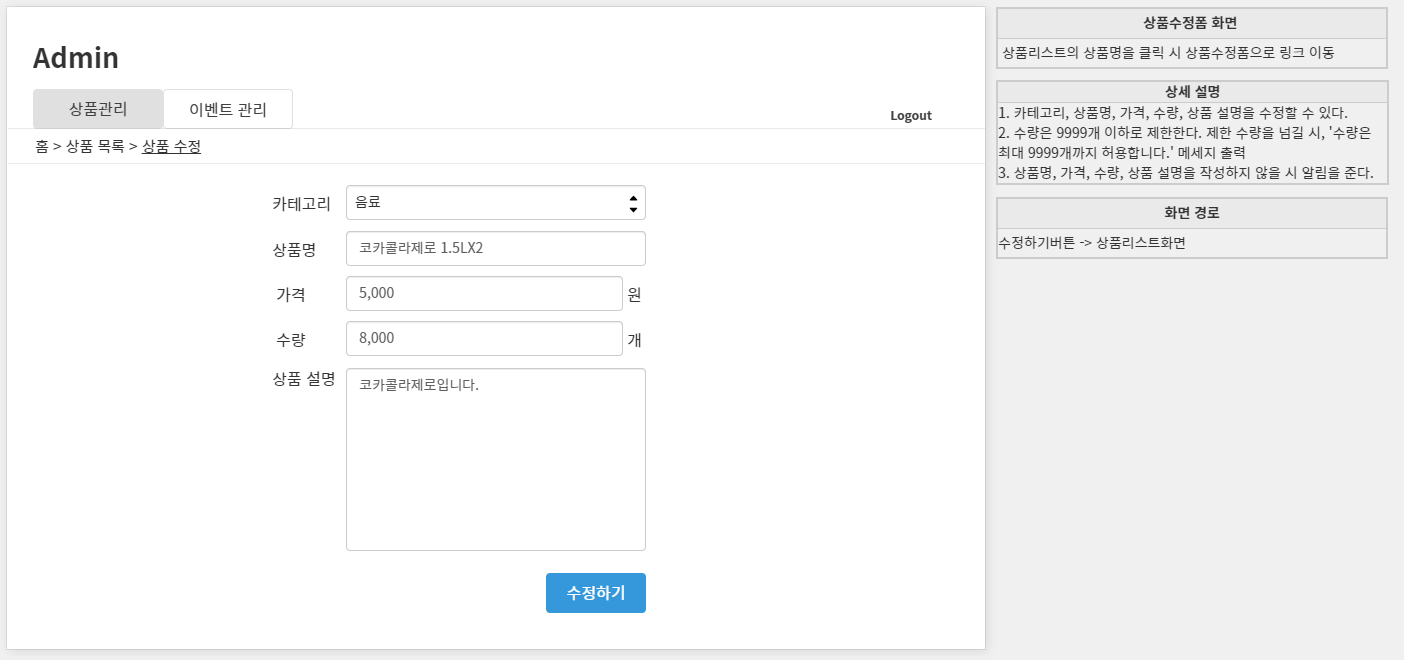 Admin
상품관리
이벤트 관리
Logout
홈 > 상품 목록 > 상품 수정
카테고리
음료
상품명
코카콜라제로 1.5LX2
가격
5,000
원
수량
8,000
개
상품 설명
코카콜라제로입니다.
수정하기
상품수정폼 화면
상품리스트의 상품명을 클릭 시 상품수정폼으로 링크 이동
상세 설명
1. 카테고리, 상품명, 가격, 수량, 상품 설명을 수정할 수 있다.
2. 수량은 9999개 이하로 제한한다. 제한 수량을 넘길 시, '수량은
최대 9999개까지 허용합니다.' 메세지 출력
3. 상품명, 가격, 수량, 상품 설명을 작성하지 않을 시 알림을 준다.
화면 경로
수정하기버튼 -> 상품리스트화면